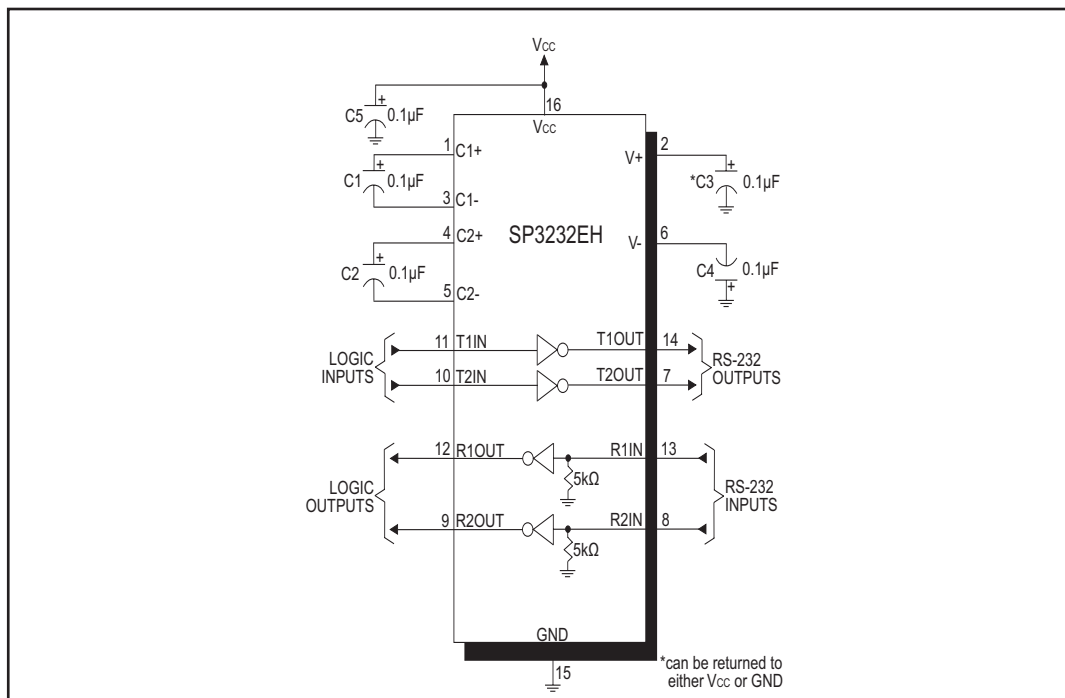 Vcc
C5
+
0.1µF
16
Vcc
1
C1+
C1
+
0.1µF
3
C1-
4
C2+
C2
+
0.1µF
5
C2-
2
V+
*C3
+
0.1µF
SP3232EH
6
V-
C4
0.1µF
+
LOGIC
INPUTS
11
T1IN
T1OUT
14
10
T2IN
T2OUT
7
RS-232
OUTPUTS
LOGIC
OUTPUTS
12
R1OUT
R1IN
13
5kΩ
9
R2OUT
R2IN
8
5kΩ
RS-232
INPUTS
GND
15
*can be returned to
either Vcc or GND